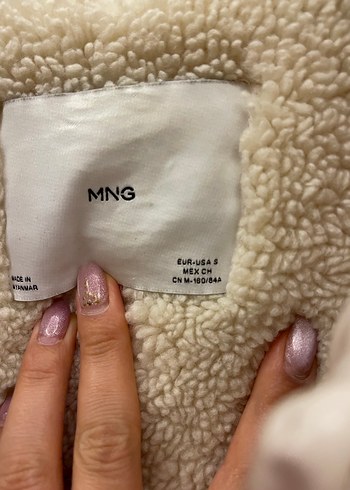 MNG
MADE IN
MYANMAR
EUR-USA S
MEX CH
CN M-160/84A